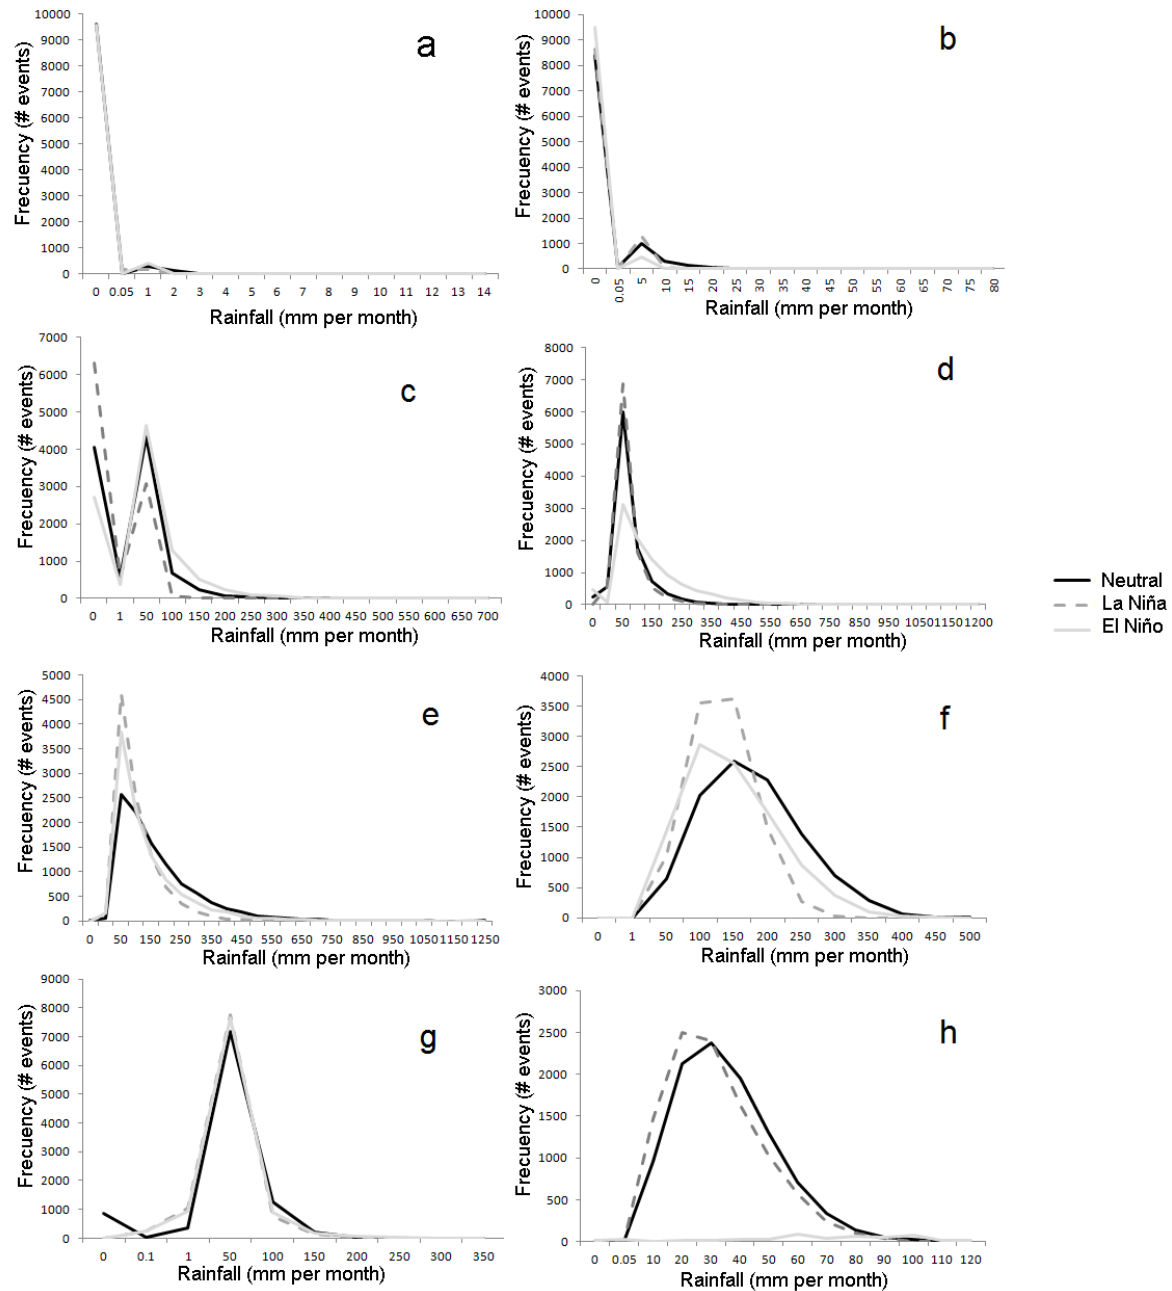 a
Frecuency (# events)
10000
9000
8000
7000
6000
5000
4000
3000
2000
1000
0
0 0.05 1 2 3 4 5 6 7 8 9 10 11 12 13 14
Rainfall (mm per month)
b
Frecuency (# events)
10000
9000
8000
7000
6000
5000
4000
3000
2000
1000
0
0 0.05 5 10 15 20 25 30 35 40 45 50 55 60 65 70 75 80
Rainfall (mm per month)
c
Frecuency (# events)
7000
6000
5000
4000
3000
2000
1000
0
0 1 50 100 150 200 250 300 350 400 450 500 550 600 650 700
Rainfall (mm per month)
d
Frecuency (# events)
8000
7000
6000
5000
4000
3000
2000
1000
0
0 50 150 250 350 450 550 650 750 850 950 1050 1150 1200
Rainfall (mm per month)
Neutral
La Niña
El Niño
e
Frecuency (# events)
5000
4500
4000
3500
3000
2500
2000
1500
1000
500
0
0 50 150 250 350 450 550 650 750 850 950 1050 1150 1250
Rainfall (mm per month)
f
Frecuency (# events)
4000
3500
3000
2500
2000
1500
1000
500
0
0 1 50 100 150 200 250 300 350 400 450 500
Rainfall (mm per month)
g
Frecuency (# events)
9000
8000
7000
6000
5000
4000
3000
2000
1000
0
0 0.1 1 50 100 150 200 250 300 350
Rainfall (mm per month)
h
Frecuency (# events)
3000
2500
2000
1500
1000
500
0
0 0.05 10 20 30 40 50 60 70 80 90 100 110 120
Rainfall (mm per month)